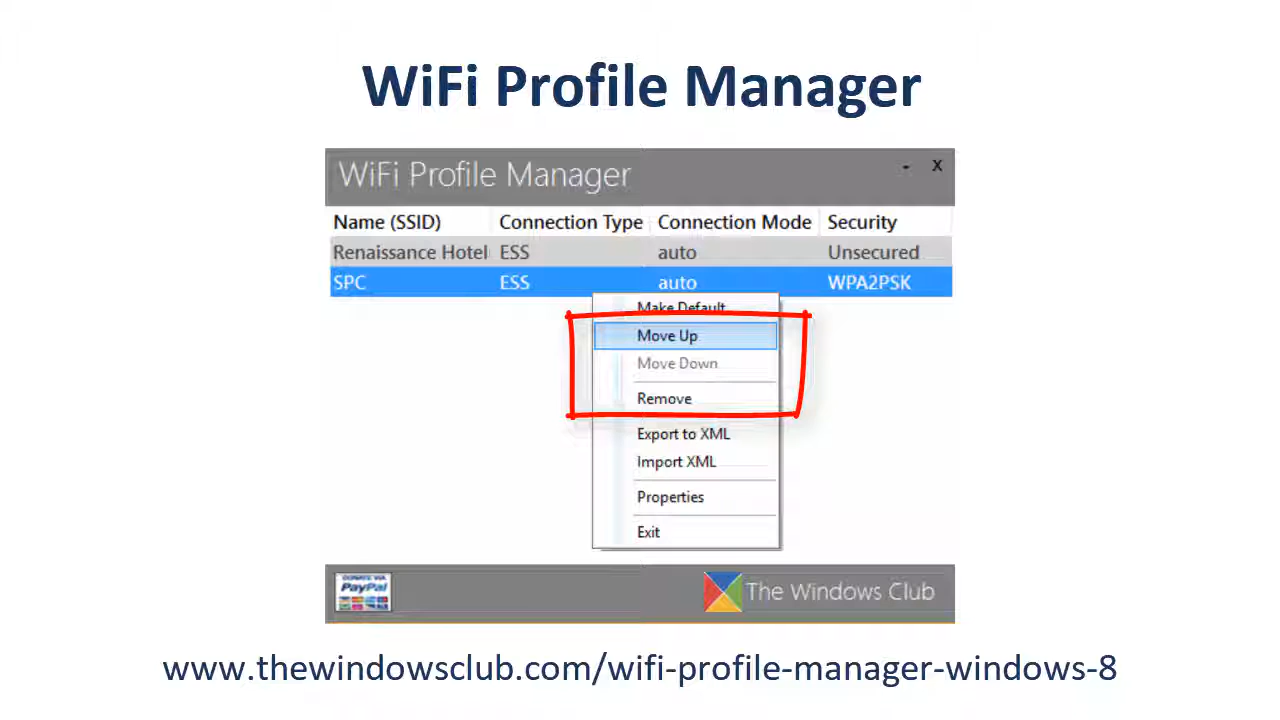 WiFi Profile Manager
WiFi Profile Manager - X
Name (SSID) Connection Type Connection Mode Security
Renaissance Hotel ESS auto Unsecured
SPC ESS auto WPA2PSK
Make Default
Move Up
Move Down
Remove
Export to XML
Import XML
Properties
Exit
DONATE VIA
PayPal
The Windows Club
www.thewindowsclub.com/wifi-profile-manager-windows-8